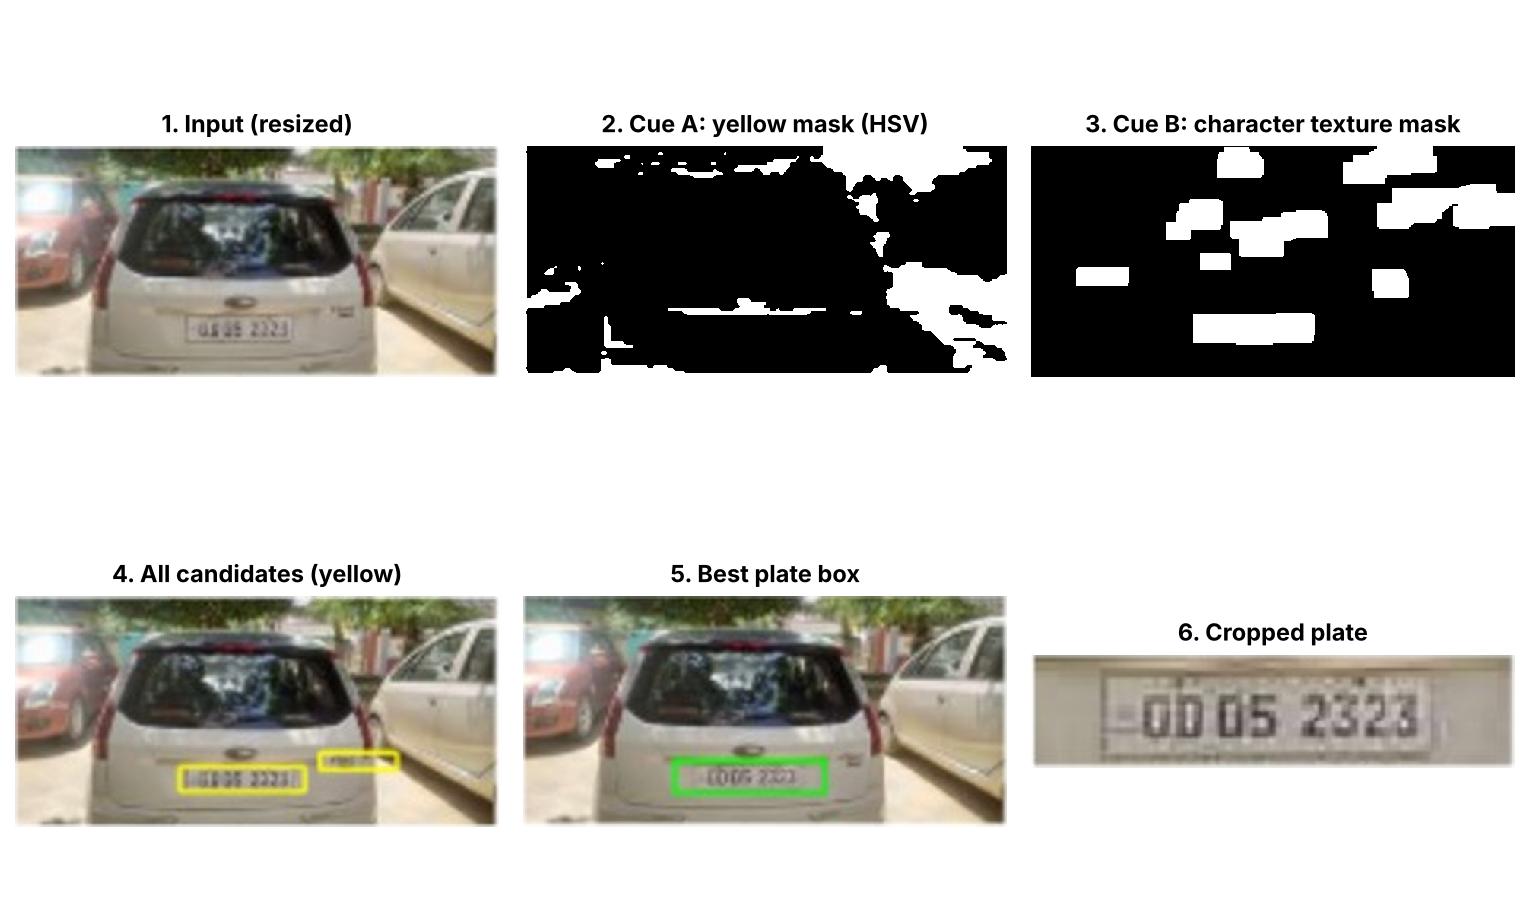 1. Input (resized)
2. Cue A: yellow mask (HSV)
3. Cue B: character texture mask
4. All candidates (yellow)
5. Best plate box
6. Cropped plate
OD 05 2323